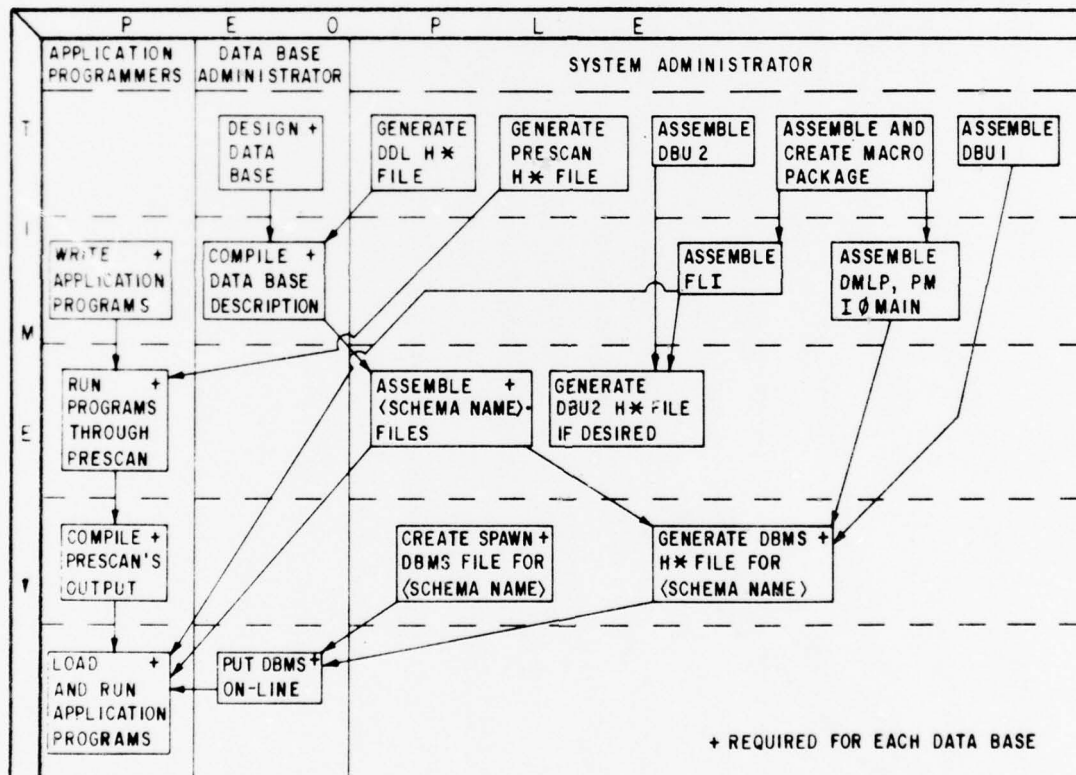 P E O P L E
T I M E
APPLICATION
PROGRAMMERS
DATA BASE
ADMINISTRATOR
SYSTEM ADMINISTRATOR
DESIGN +
DATA
BASE
GENERATE
DDL H*
FILE
GENERATE
PRESCAN
H* FILE
ASSEMBLE
DBU2
ASSEMBLE AND
CREATE MACRO
PACKAGE
ASSEMBLE
DBU1
WRITE +
APPLICATION
PROGRAMS
COMPILE +
DATA BASE
DESCRIPTION
ASSEMBLE
FLI
ASSEMBLE
DMLP, PM
IØMAIN
RUN +
PROGRAMS
THROUGH
PRESCAN
ASSEMBLE +
<SCHEMA NAME>-
FILES
GENERATE
DBU2 H* FILE
IF DESIRED
COMPILE +
PRESCAN'S
OUTPUT
CREATE SPAWN +
DBMS FILE FOR
<SCHEMA NAME>
GENERATE DBMS +
H* FILE FOR
<SCHEMA NAME>
LOAD +
AND RUN
APPLICATION
PROGRAMS
PUT DBMS +
ON-LINE
+ REQUIRED FOR EACH DATA BASE